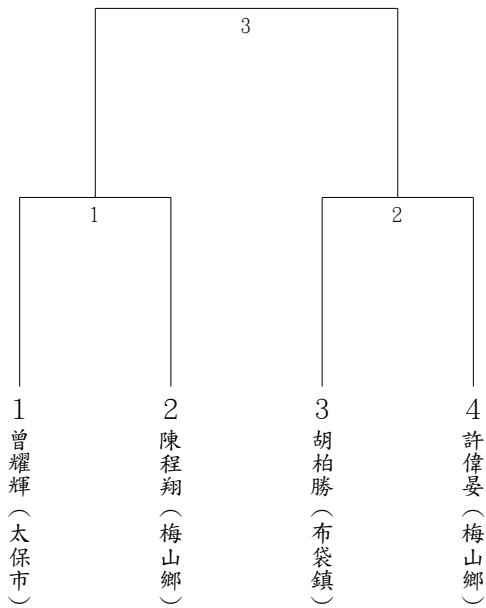 3
1
2
1 曾耀輝(太保市)
2 陳程翔(梅山鄉)
3 胡柏勝(布袋鎮)
4 許偉晏(梅山鄉)